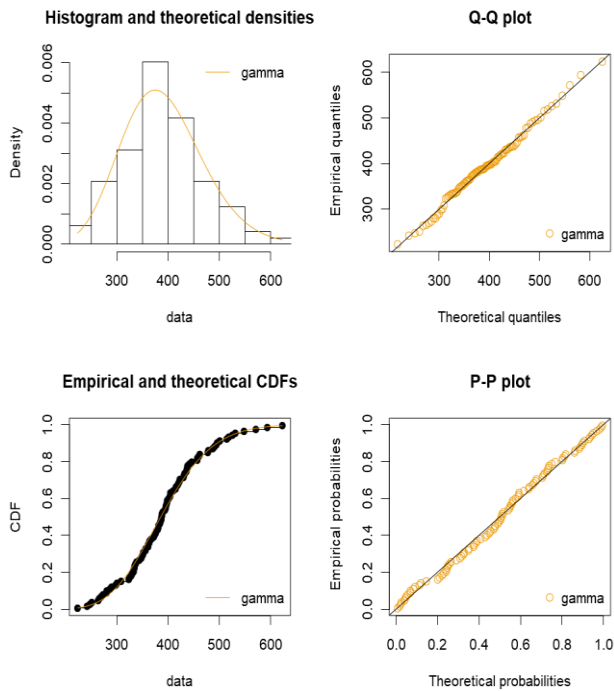 Histogram and theoretical densities
Density
0.000
0.002
0.004
0.006
gamma
300 400 500 600
data
Q-Q plot
Empirical quantiles
300
400
500
600
gamma
300 400 500 600
Theoretical quantiles
Empirical and theoretical CDFs
CDF
0.0
0.2
0.4
0.6
0.8
1.0
gamma
300 400 500 600
data
P-P plot
Empirical probabilities
0.0
0.2
0.4
0.6
0.8
1.0
gamma
0.0 0.2 0.4 0.6 0.8 1.0
Theoretical probabilities